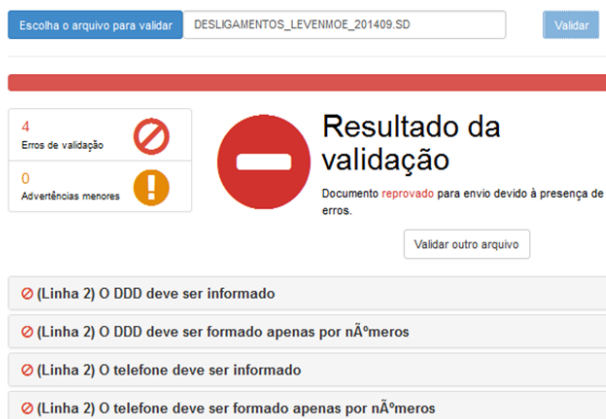 Escolha o arquivo para validar DESLIGAMENTOS_LEVENMOE_201409.SD Validar
4
Erros de validação
0
Advertências menores
Resultado da
validação
Documento reprovado para envio devido à presença de
erros.
Validar outro arquivo
(Linha 2) O DDD deve ser informado
(Linha 2) O DDD deve ser formado apenas por nÃºmeros
(Linha 2) O telefone deve ser informado
(Linha 2) O telefone deve ser formado apenas por nÃºmeros